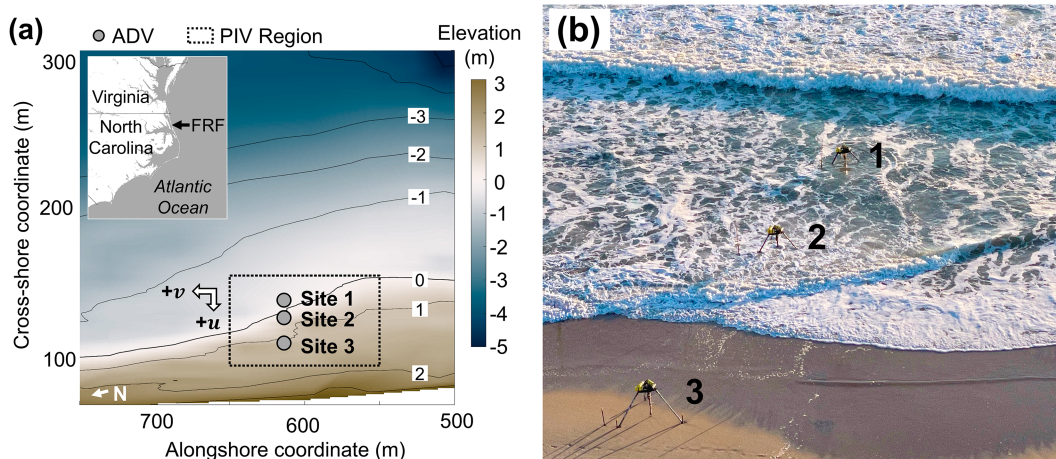 (a)
ADV
PIV Region
Elevation
(m)
300
200
100
Cross-shore coordinate (m)
Virginia
North
Carolina
FRF
Atlantic
Ocean
-3
-2
-1
0
1
2
+v
+u
Site 1
Site 2
Site 3
N
700
600
500
Alongshore coordinate (m)
3
2
1
0
-1
-2
-3
-4
-5
(b)
1
2
3